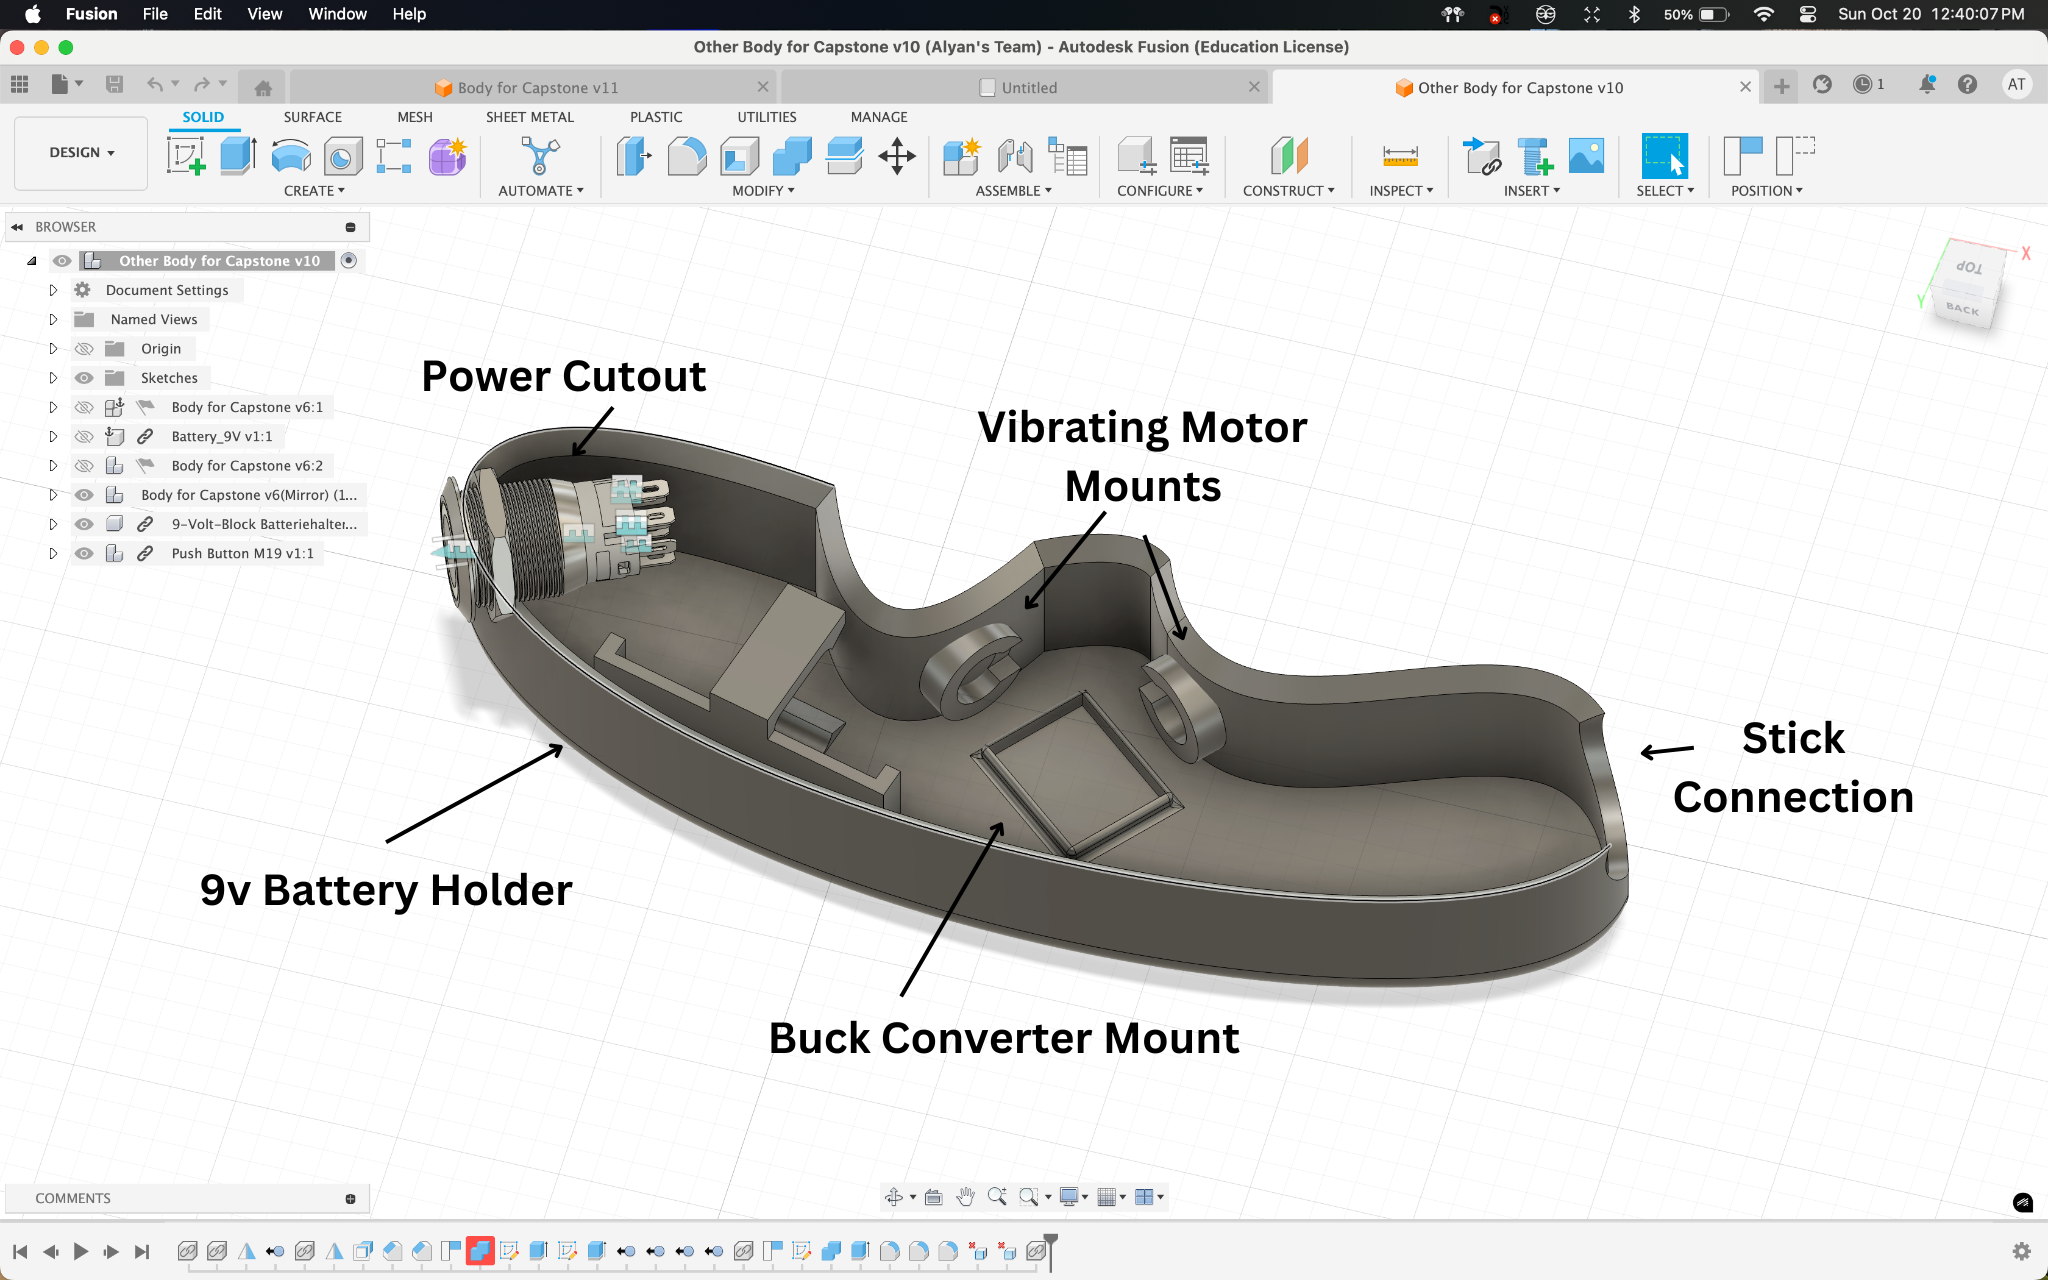 Fusion File Edit View Window Help 50% Sun Oct 20 12:40:07 PM
Other Body for Capstone v10 (Alyan's Team) - Autodesk Fusion (Education License)
Body for Capstone v11 Untitled Other Body for Capstone v10 1 AT
SOLID SURFACE MESH SHEET METAL PLASTIC UTILITIES MANAGE
DESIGN
CREATE AUTOMATE MODIFY ASSEMBLE CONFIGURE CONSTRUCT INSPECT INSERT SELECT POSITION
BROWSER
Other Body for Capstone v10
Document Settings
Named Views
Origin
Sketches
Body for Capstone v6:1
Battery_9V v1:1
Body for Capstone v6:2
Body for Capstone v6(Mirror) (1...
9-Volt-Block Batteriehalter...
Push Button M19 v1:1
X
TOP
Y
BACK
Power Cutout
Vibrating Motor
Mounts
Stick
Connection
9v Battery Holder
Buck Converter Mount
COMMENTS